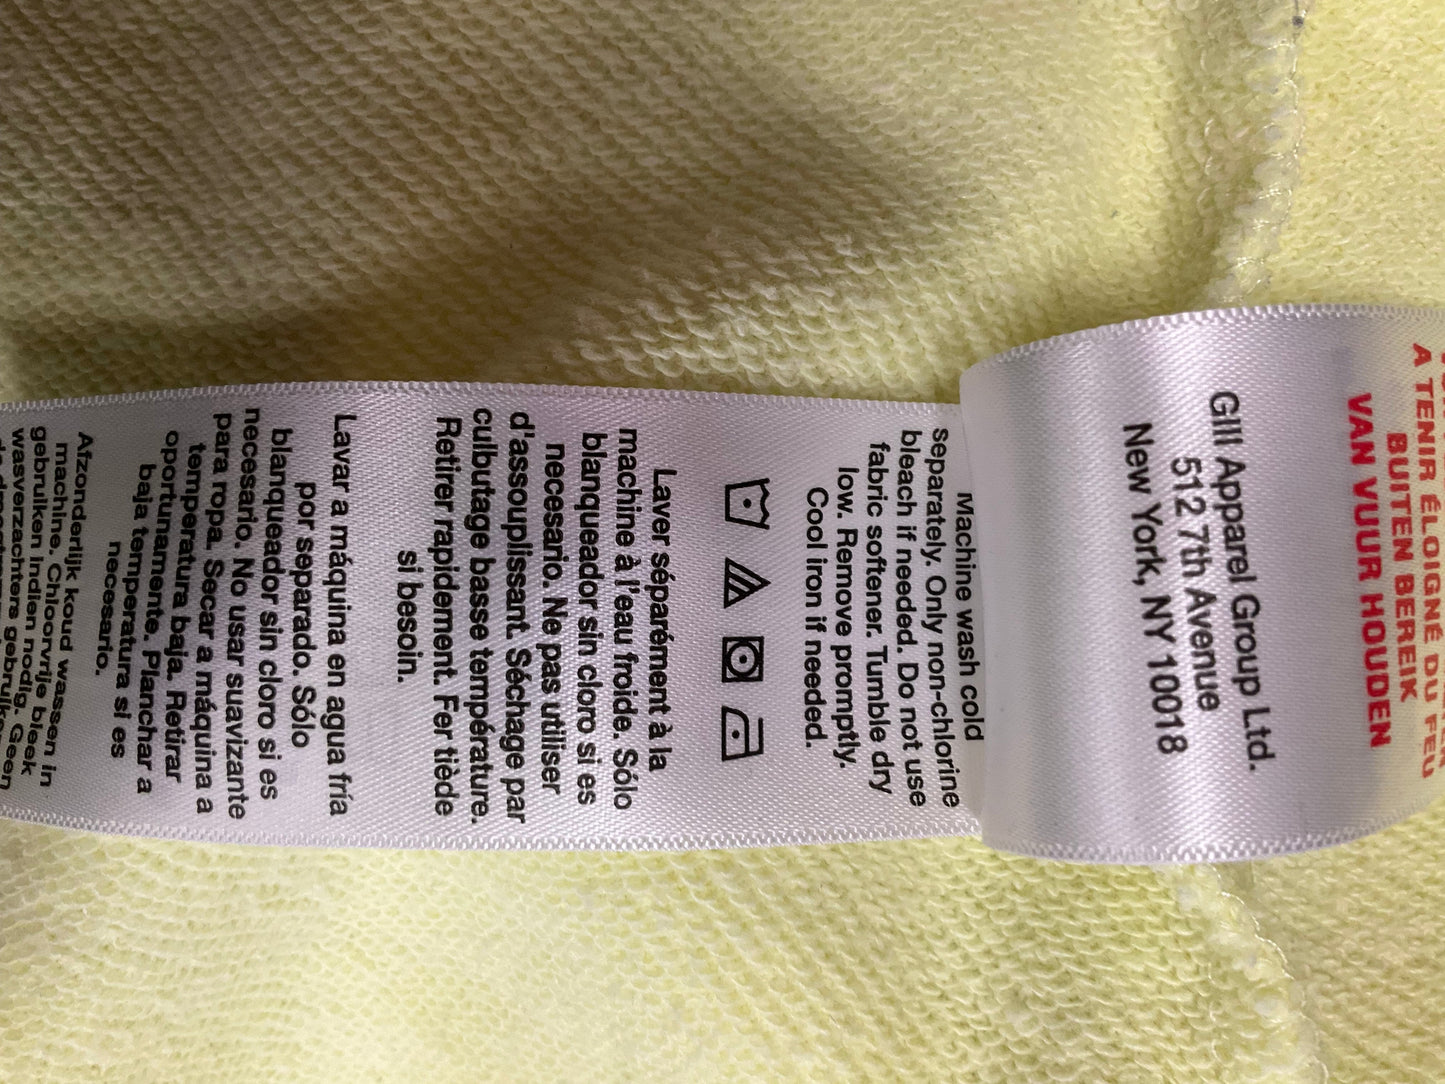 A TENIR ÉLOIGNÉ DU FEU
BUITEN BEREIK
VAN VUUR HOUDEN
Gill Apparel Group Ltd.
512 7th Avenue
New York, NY 10018
Machine wash cold
separately. Only non-chlorine
bleach if needed. Do not use
fabric softener. Tumble dry
low. Remove promptly.
Cool iron if needed.
Laver séparément à la
machine à l'eau froide. Sólo
blanqueador sin cloro si es
necesario. Ne pas utiliser
d'assouplissant. Séchage par
culbutage basse température.
Retirer rapidement. Fer tiède
si besoin.
Lavar a máquina en agua fría
por separado. Sólo
blanqueador sin cloro si es
necesario. No usar suavizante
para ropa. Secar a máquina a
temperatura baja. Retirar
oportunamente. Planchar a
baja temperatura si es
necesario.
Afzonderlijk koud wassen in
machine. Chloorvrije bleek
gebruiken indien nodig. Geen
wasverzachters gebruiken